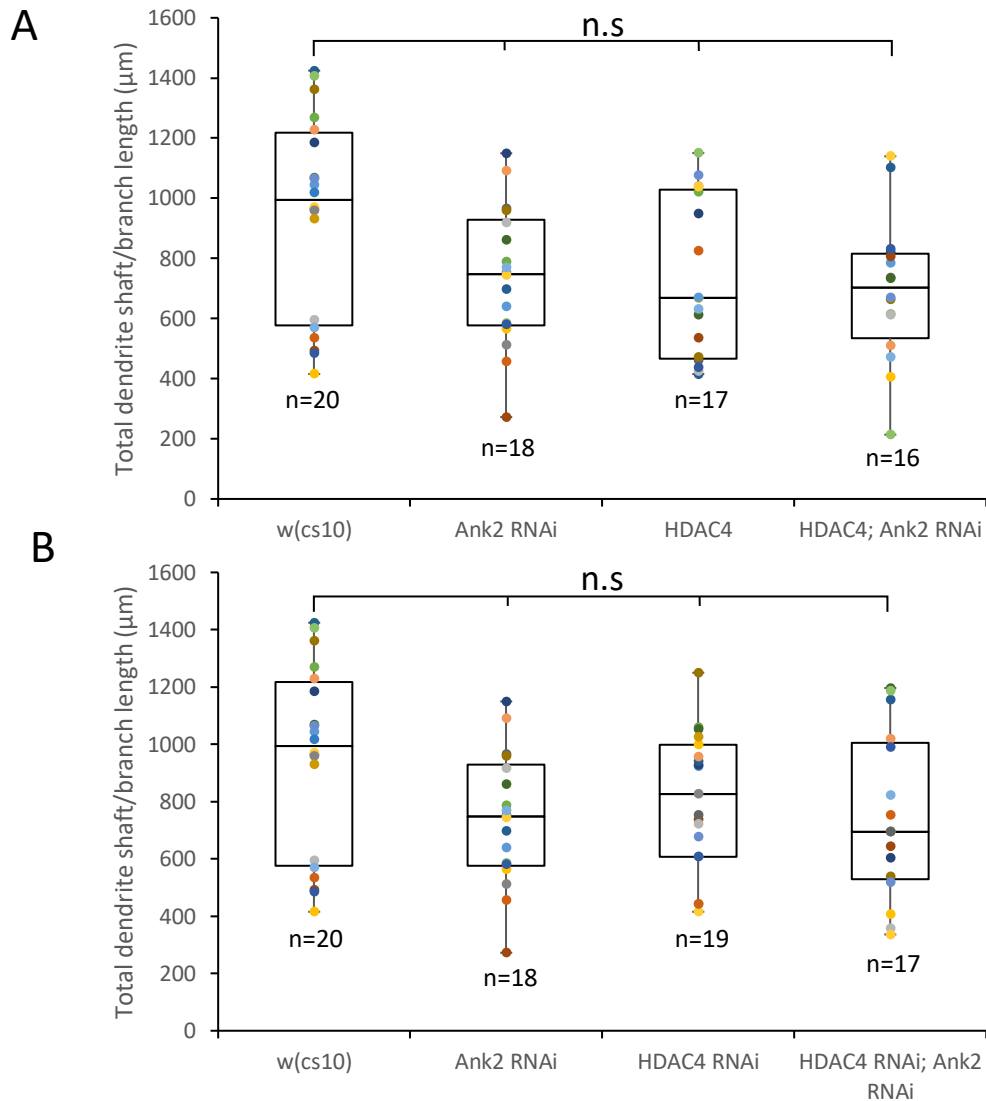 A
n.s
Total dendrite shaft/branch length (µm)
1600
1400
1200
1000
800
600
400
200
0
n=20
n=18
n=17
n=16
w(cs10)
Ank2 RNAi
HDAC4
HDAC4; Ank2 RNAi
B
n.s
Total dendrite shaft/branch length (µm)
1600
1400
1200
1000
800
600
400
200
0
n=20
n=18
n=19
n=17
w(cs10)
Ank2 RNAi
HDAC4 RNAi
HDAC4 RNAi; Ank2
RNAi